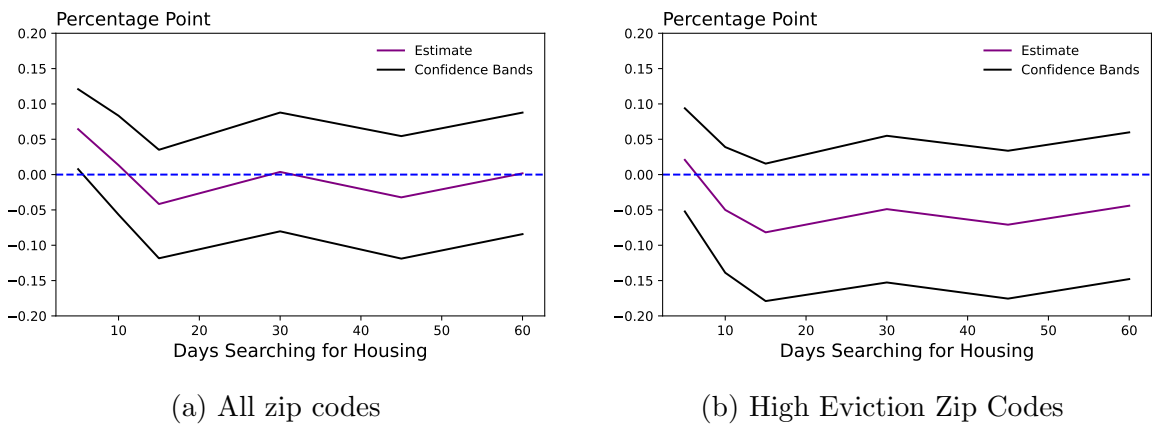 Percentage Point
0.20
0.15
0.10
0.05
0.00
−0.05
−0.10
−0.15
−0.20
Estimate
Confidence Bands
10 20 30 40 50 60
Days Searching for Housing
(a) All zip codes
Percentage Point
0.20
0.15
0.10
0.05
0.00
−0.05
−0.10
−0.15
−0.20
Estimate
Confidence Bands
10 20 30 40 50 60
Days Searching for Housing
(b) High Eviction Zip Codes